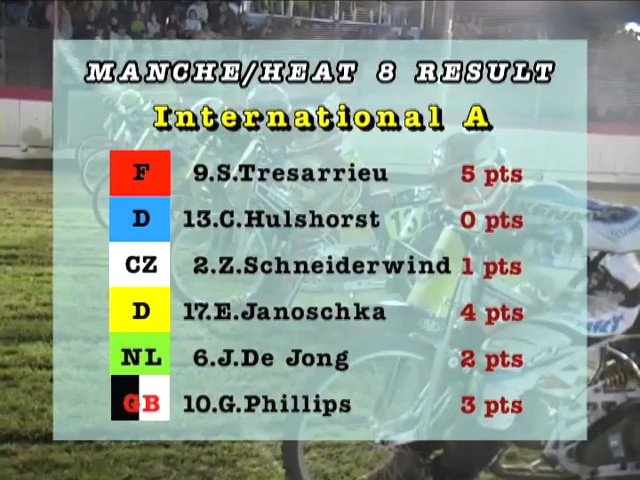 MANCHE/HEAT 8 RESULT
International A
F 9.S.Tresarrieu 5 pts
D 13.C.Hulshorst 0 pts
CZ 2.Z.Schneiderwind 1 pts
D 17.E.Janoschka 4 pts
NL 6.J.De Jong 2 pts
GB 10.G.Phillips 3 pts